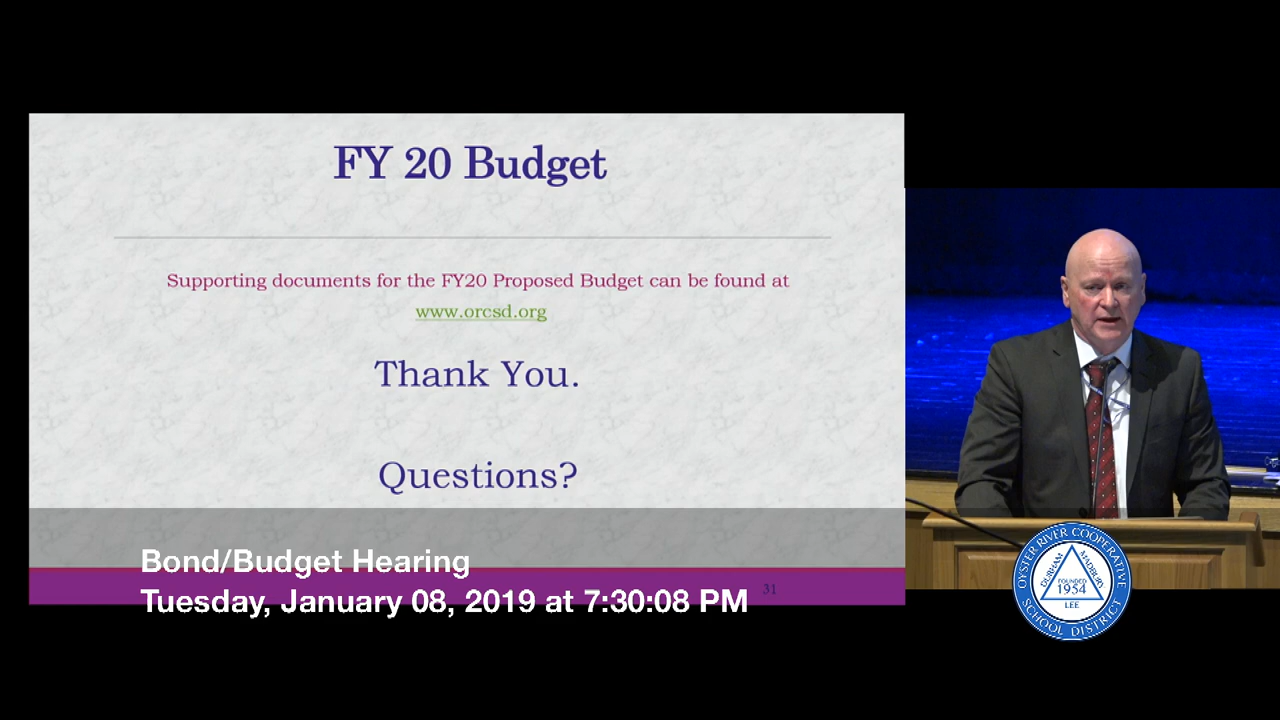 FY 20 Budget
Supporting documents for the FY20 Proposed Budget can be found at
www.orcsd.org
Thank You.
Questions?
31
Bond/Budget Hearing
Tuesday, January 08, 2019 at 7:30:08 PM
OYSTER RIVER COOPERATIVE
SCHOOL DISTRICT
DURHAM
MADBURY
FOUNDED
1954
LEE